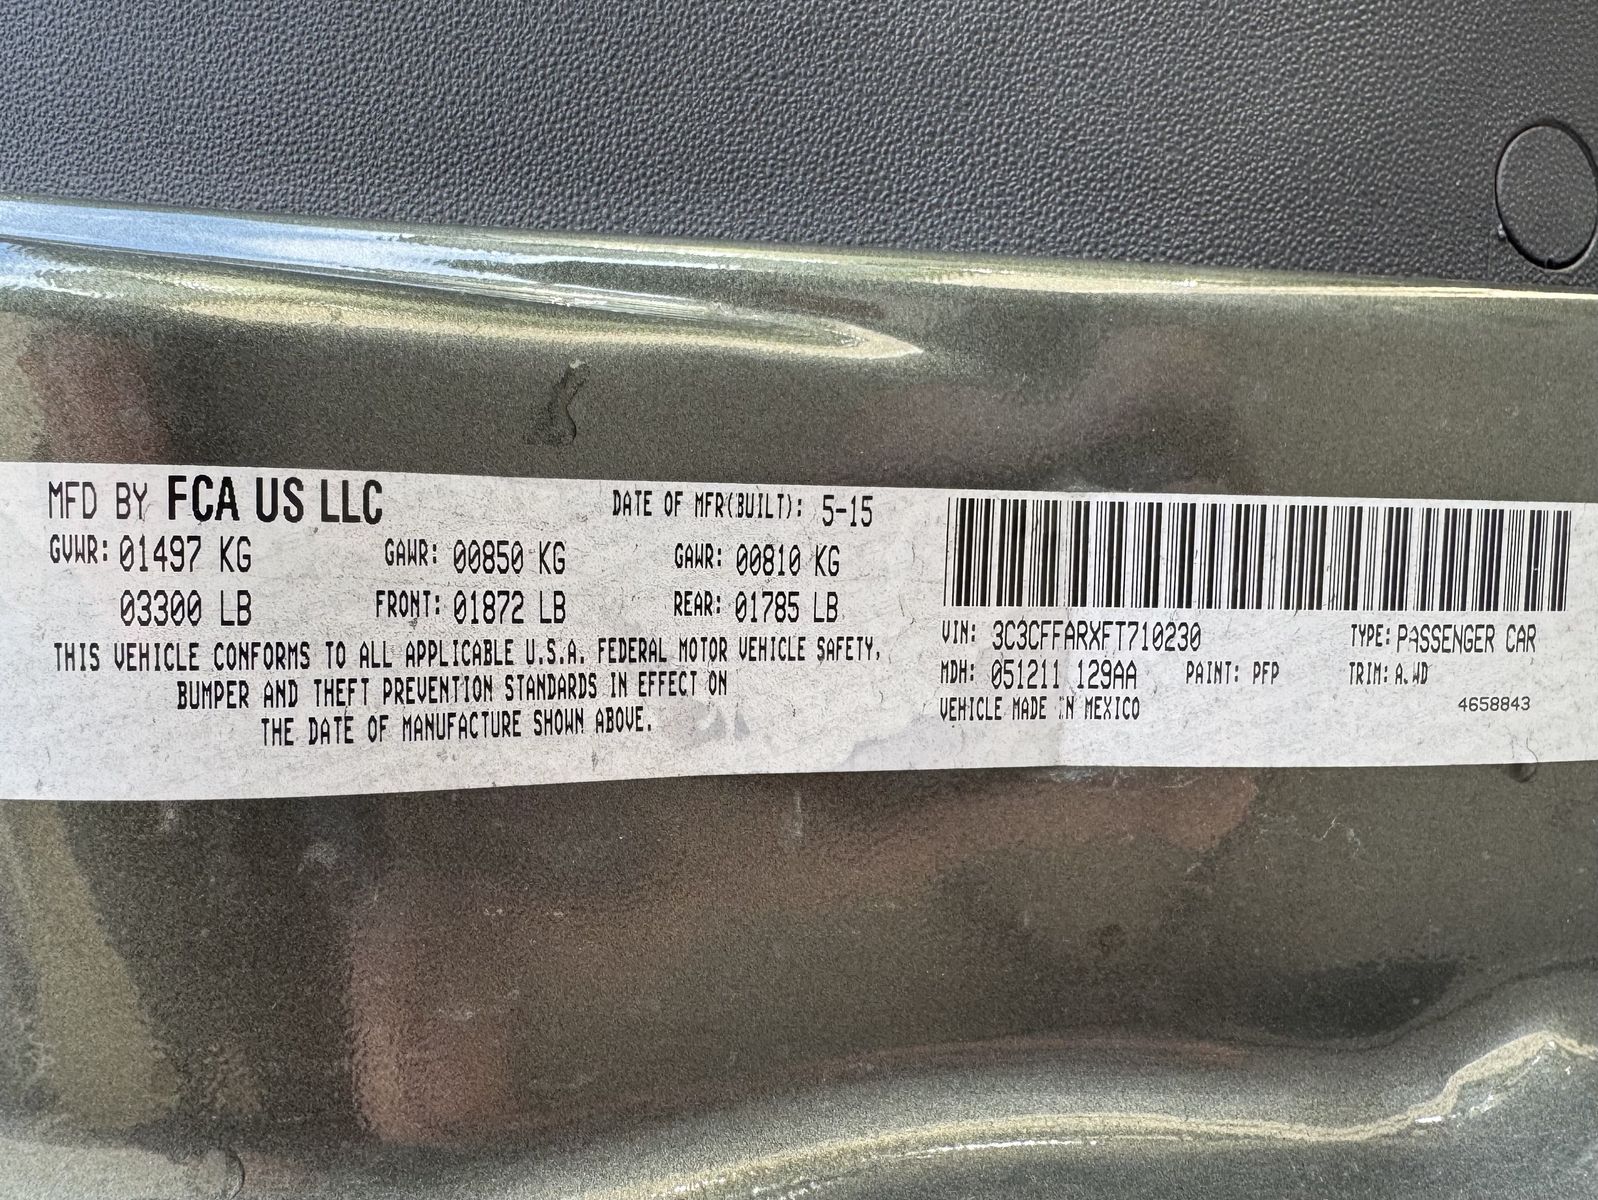 MFD BY FCA US LLC DATE OF MFR(BUILT): 5-15
GVWR: 01497 KG GAWR: 00850 KG GAWR: 00810 KG
03300 LB FRONT: 01872 LB REAR: 01785 LB
THIS VEHICLE CONFORMS TO ALL APPLICABLE U.S.A. FEDERAL MOTOR VEHICLE SAFETY,
BUMPER AND THEFT PREVENTION STANDARDS IN EFFECT ON
THE DATE OF MANUFACTURE SHOWN ABOVE.
VIN: 3C3CFFARXFT710230 TYPE: PASSENGER CAR
MDH: 051211 129AA PAINT: PFP TRIM:
VEHICLE MADE IN MEXICO 4658843